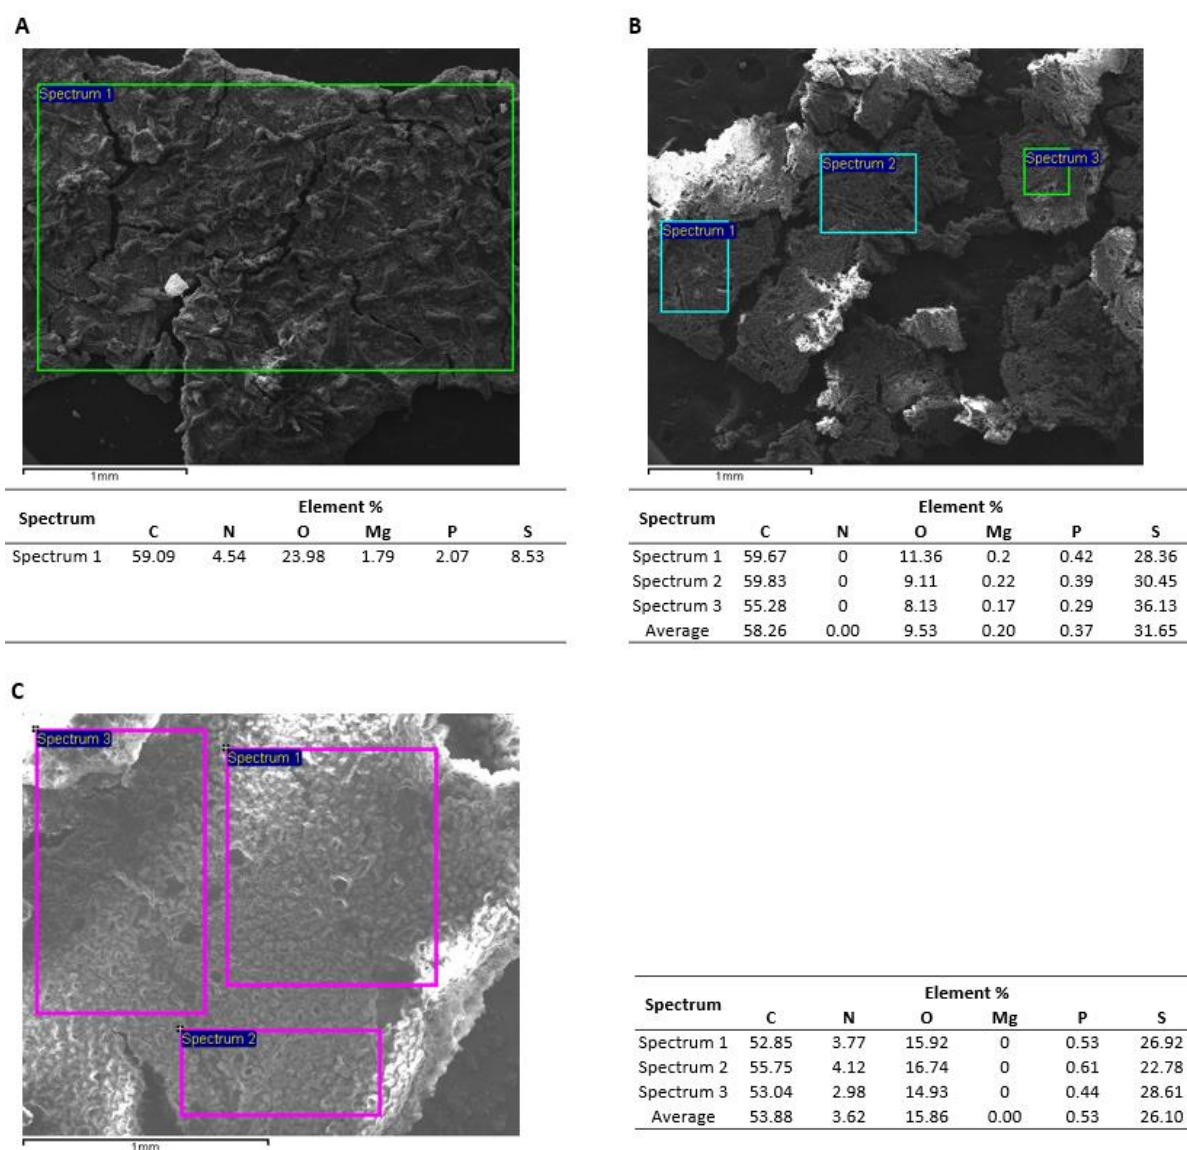 A
Spectrum 1
1mm
Element %
Spectrum C N O Mg P S
Spectrum 1 59.09 4.54 23.98 1.79 2.07 8.53
B
Spectrum 2
Spectrum 3
Spectrum 1
1mm
Element %
Spectrum C N O Mg P S
Spectrum 1 59.67 0 11.36 0.2 0.42 28.36
Spectrum 2 59.83 0 9.11 0.22 0.39 30.45
Spectrum 3 55.28 0 8.13 0.17 0.29 36.13
Average 58.26 0.00 9.53 0.20 0.37 31.65
C
Spectrum 3
Spectrum 1
Spectrum 2
1mm
Element %
Spectrum C N O Mg P S
Spectrum 1 52.85 3.77 15.92 0 0.53 26.92
Spectrum 2 55.75 4.12 16.74 0 0.61 22.78
Spectrum 3 53.04 2.98 14.93 0 0.44 28.61
Average 53.88 3.62 15.86 0.00 0.53 26.10